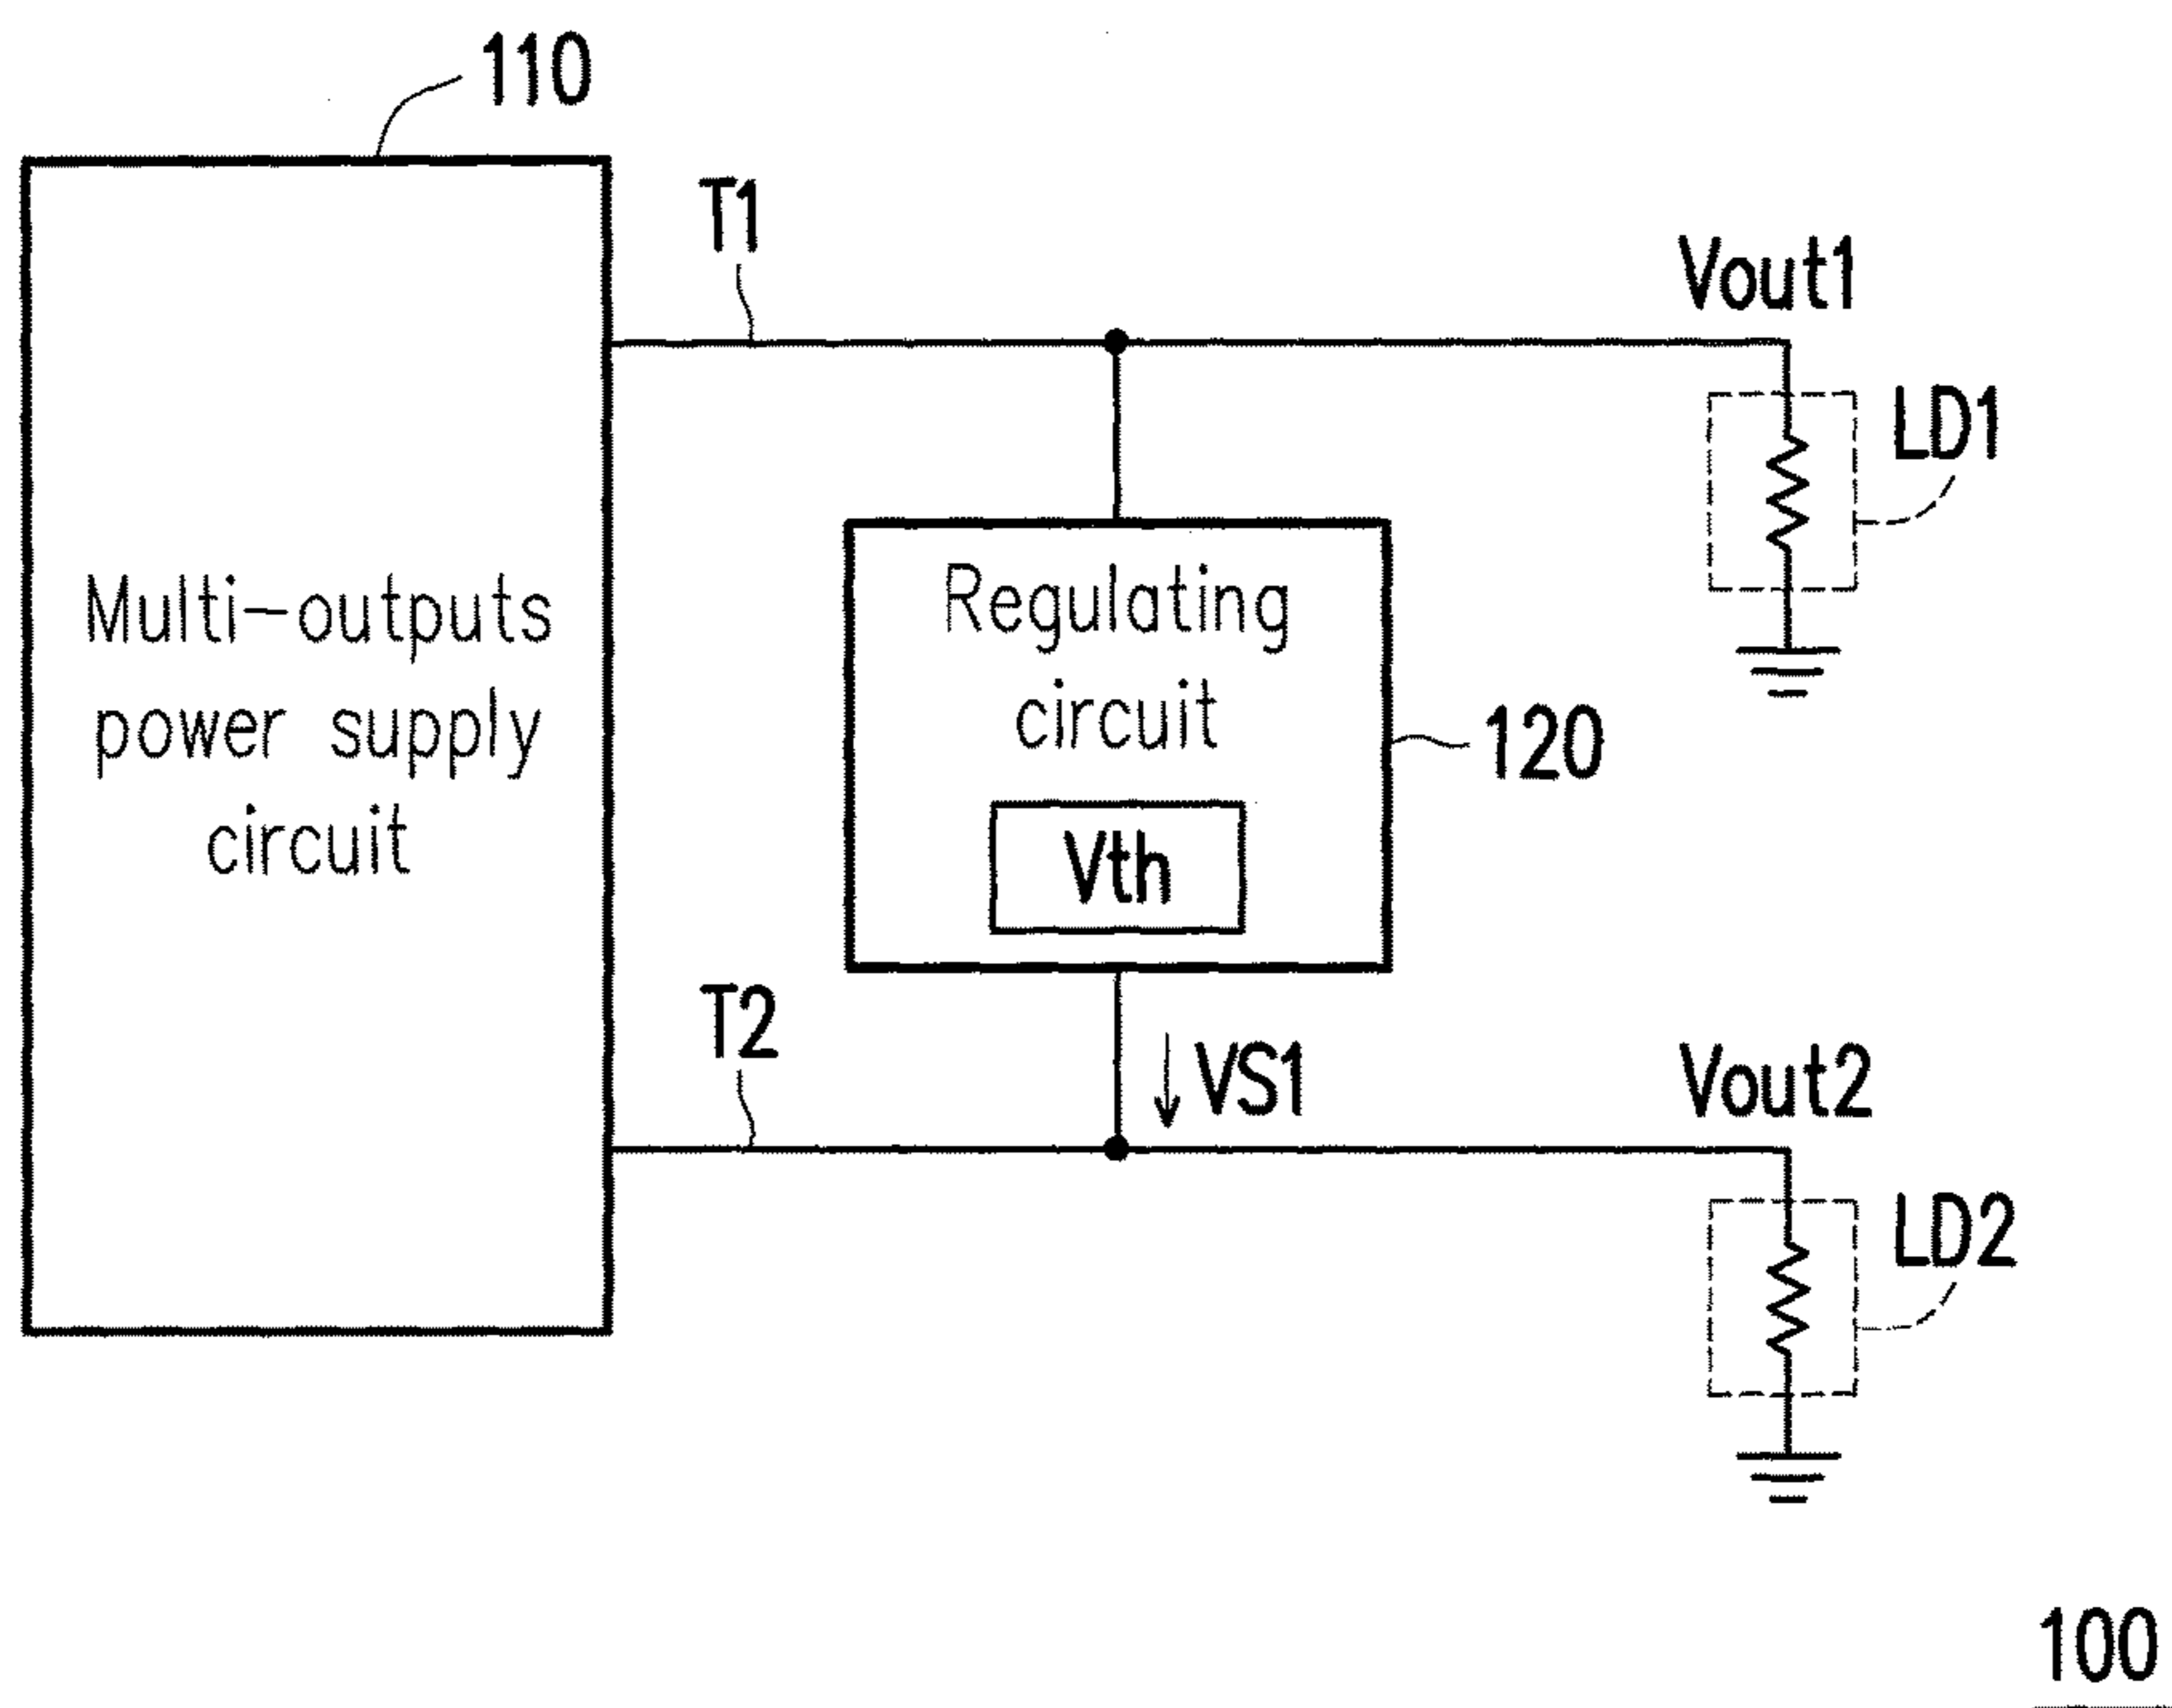 110
T1
Vout1
LD1
Multi-outputs
power supply
circuit
Regulating
circuit
Vth
120
T2
VS1
Vout2
LD2
100